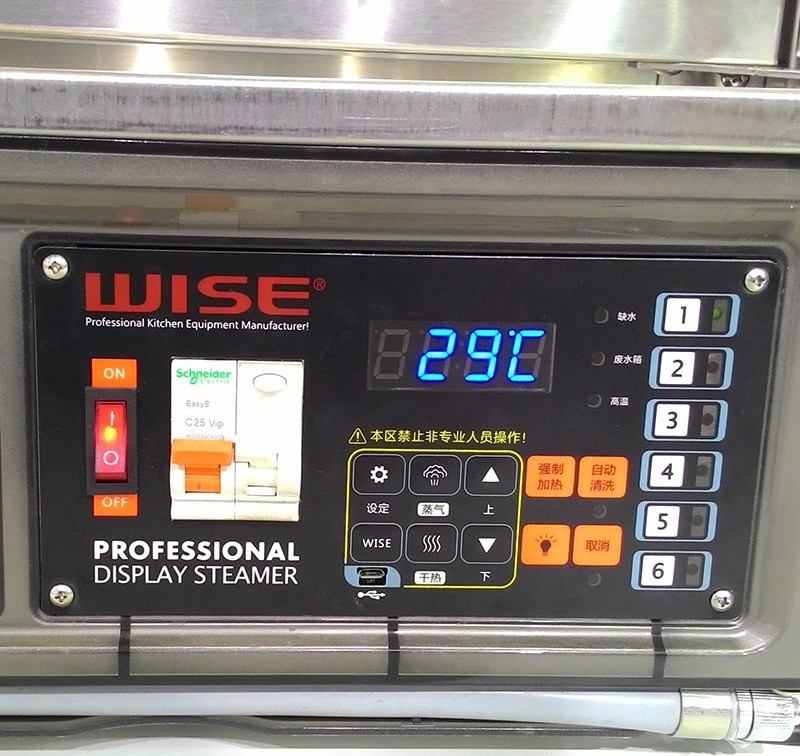 WISE®
Professional Kitchen Equipment Manufacturer!
ON
OFF
Schneider
Electric
Easy9
C25 Vigi
PROFESSIONAL
DISPLAY STEAMER
29℃
缺水
废水箱
高温
1
2
3
4
5
6
本区禁止非专业人员操作!
设定
蒸气
上
WISE
干热
下
强制
加热
自动
清洗
取消